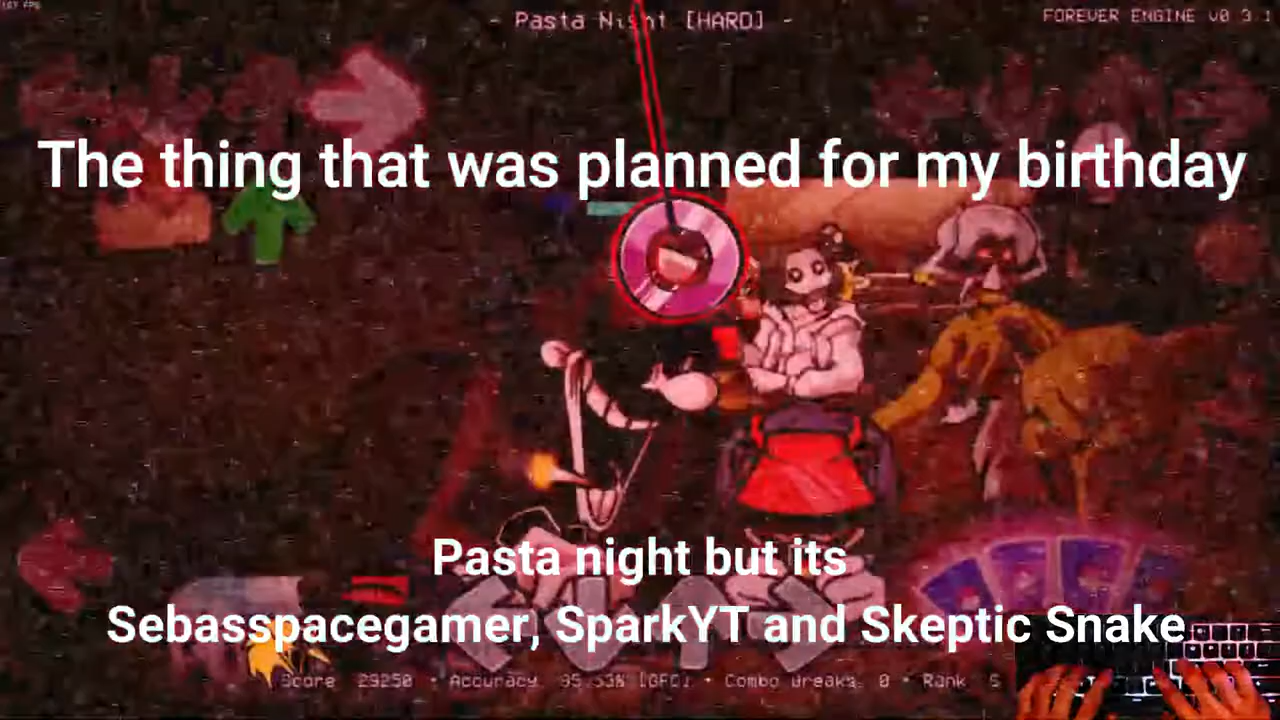 - Pasta Night [HARD] -
FOREVER ENGINE v0.3.1
The thing that was planned for my birthday
Pasta night but its
Sebasspacegamer, SparkYT and Skeptic Snake
Score 29250 • Accuracy 95.53% [GFC] • Combo Breaks: 0 • Rank S